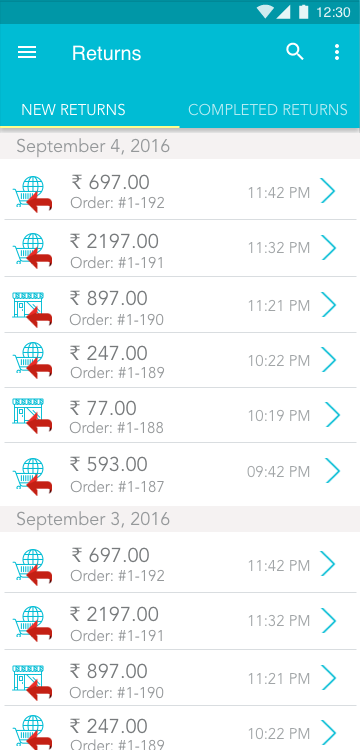 12:30
Returns
NEW RETURNS COMPLETED RETURNS
September 4, 2016
₹ 697.00
Order: #1-192
11:42 PM
₹ 2197.00
Order: #1-191
11:32 PM
₹ 897.00
Order: #1-190
11:21 PM
₹ 247.00
Order: #1-189
10:22 PM
₹ 77.00
Order: #1-188
10:19 PM
₹ 593.00
Order: #1-187
09:42 PM
September 3, 2016
₹ 697.00
Order: #1-192
11:42 PM
₹ 2197.00
Order: #1-191
11:32 PM
₹ 897.00
Order: #1-190
11:21 PM
₹ 247.00
Order: #1-189
10:22 PM